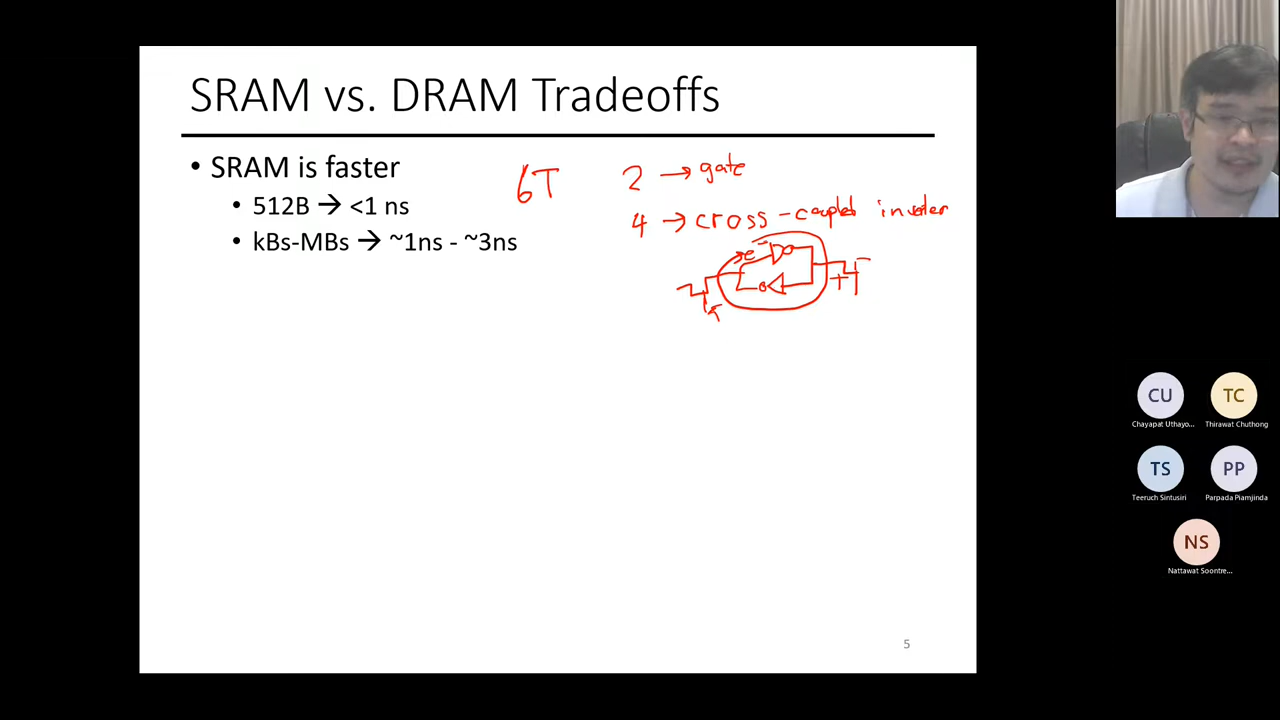 SRAM vs. DRAM Tradeoffs
• SRAM is faster
• 512B → <1 ns
• kBs-MBs → ~1ns - ~3ns
6T
2 → gate
4 → cross-coupled inverter
e⁻
5
CU
Chayapat Uthayo...
TC
Thirawat Chuthong
TS
Teeruch Sintusiri
PP
Parpada Piamjinda
NS
Nattawat Soontre...